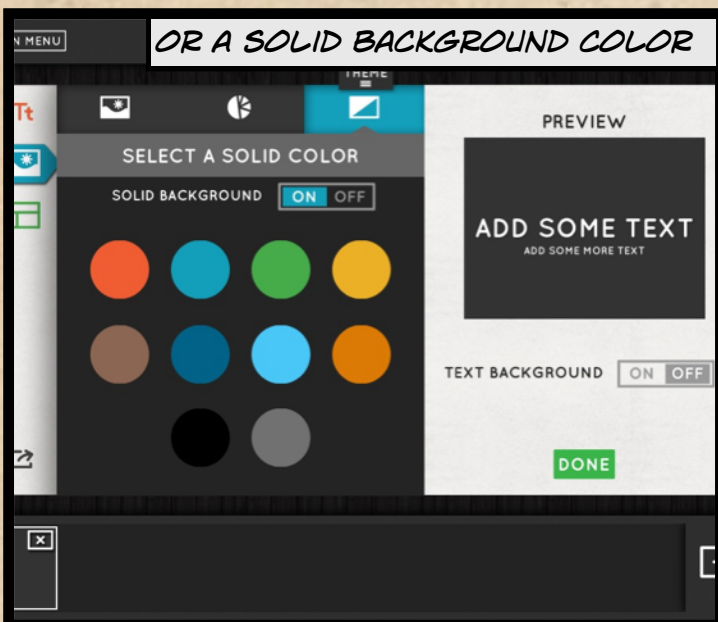 N MENU
OR A SOLID BACKGROUND COLOR
THEME
Tt
SELECT A SOLID COLOR
SOLID BACKGROUND ON OFF
PREVIEW
ADD SOME TEXT
ADD SOME MORE TEXT
TEXT BACKGROUND ON OFF
DONE